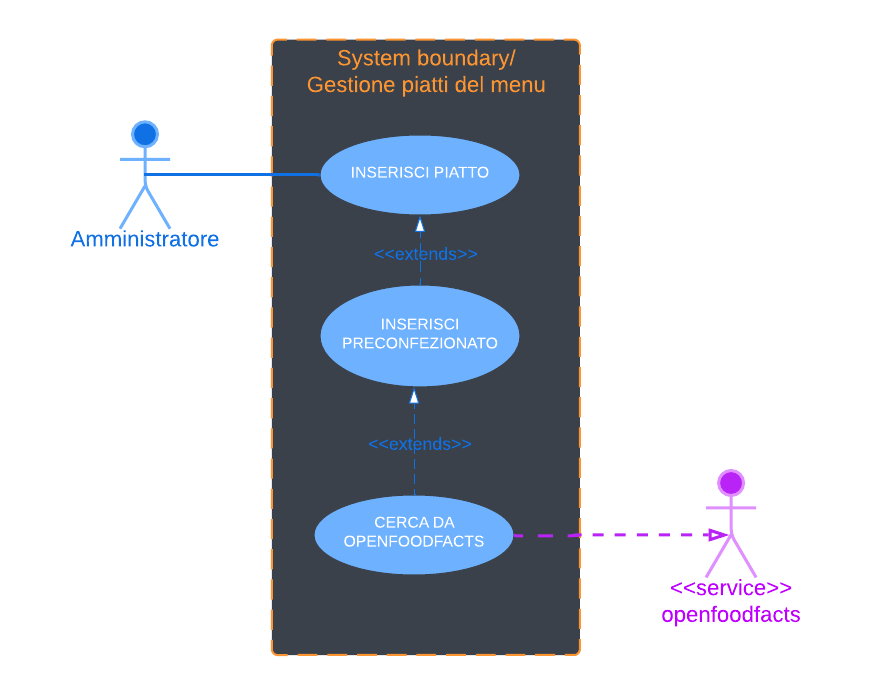 System boundary/
Gestione piatti del menu
INSERISCI PIATTO
Amministratore
<<extends>>
INSERISCI
PRECONFEZIONATO
<<extends>>
CERCA DA
OPENFOODFACTS
<<service>>
openfoodfacts